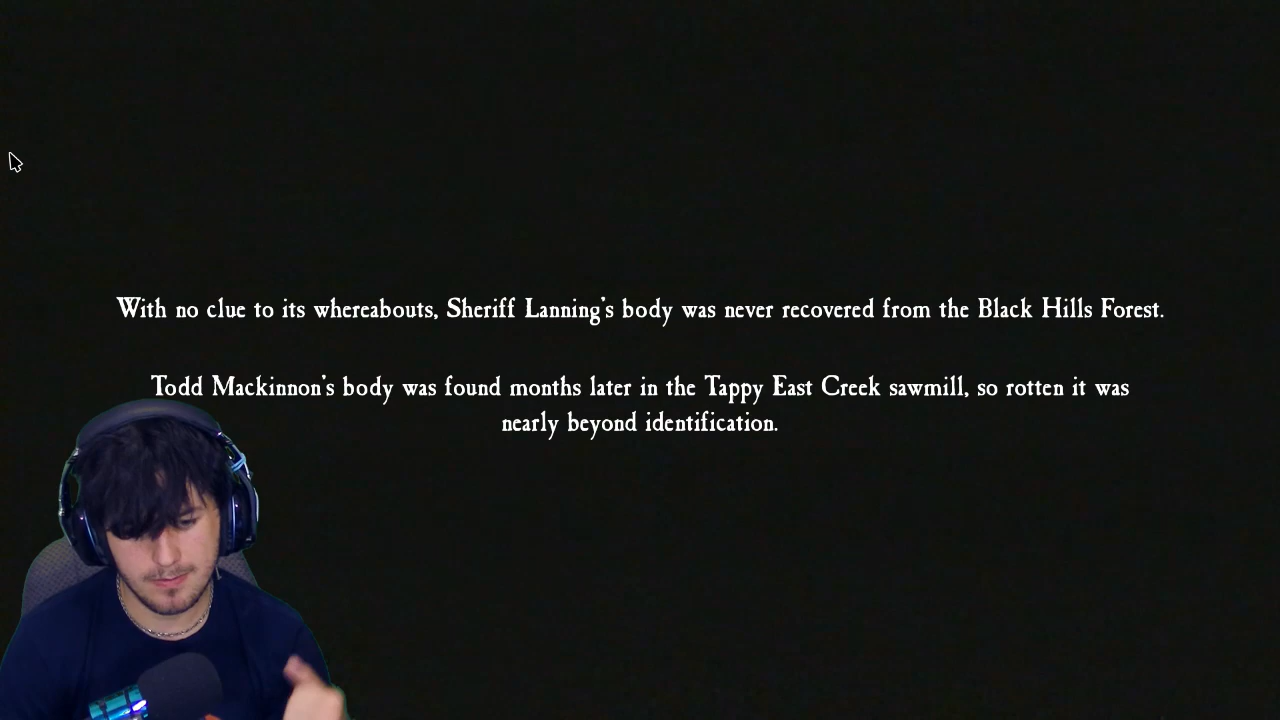 With no clue to its whereabouts, Sheriff Lanning's body was never recovered from the Black Hills Forest.
Todd Mackinnon's body was found months later in the Tappy East Creek sawmill, so rotten it was
nearly beyond identification.